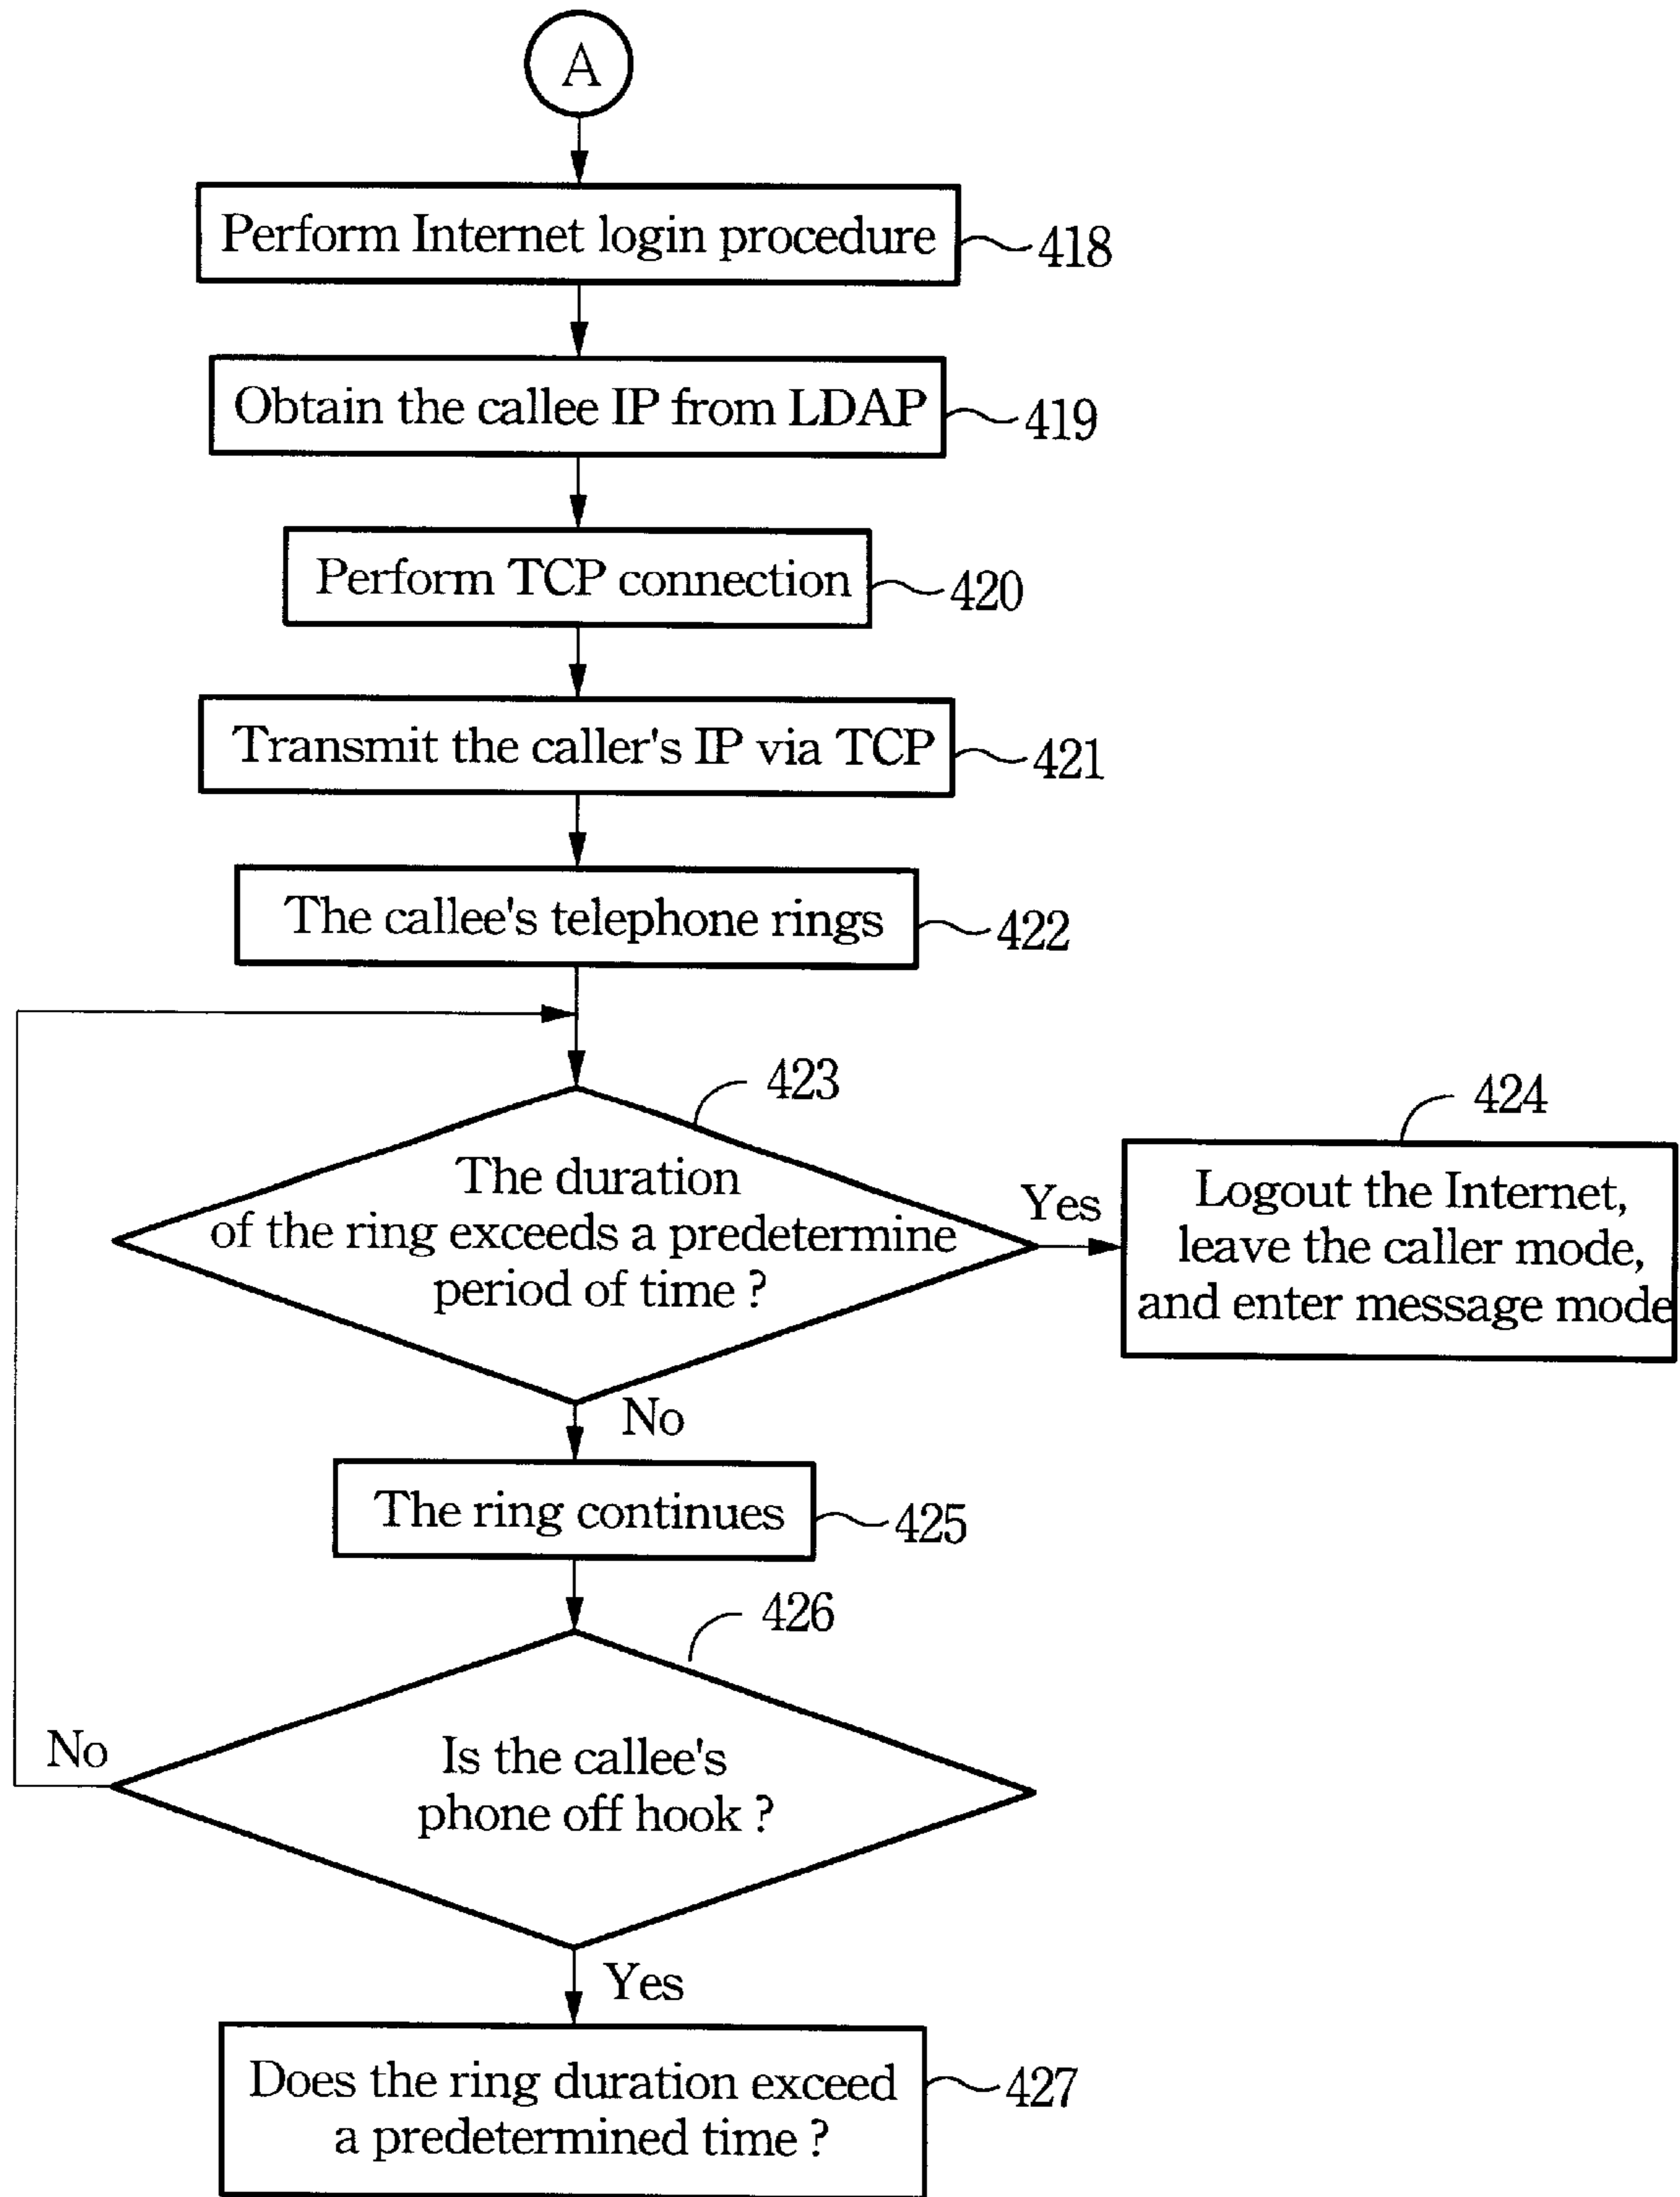 A
Perform Internet login procedure
418
Obtain the callee IP from LDAP
419
Perform TCP connection
420
Transmit the caller's IP via TCP
421
The callee's telephone rings
422
423
The duration
of the ring exceeds a predetermine
period of time ?
Yes
424
Logout the Internet,
leave the caller mode,
and enter message mode
No
The ring continues
425
426
Is the callee's
phone off hook ?
No
Yes
Does the ring duration exceed
a predetermined time ?
427